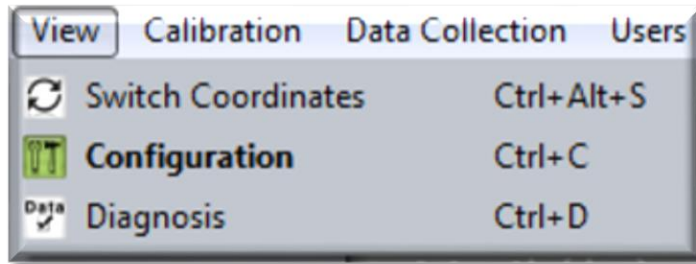 View Calibration Data Collection Users
Switch Coordinates Ctrl+Alt+S
Configuration Ctrl+C
Data
Diagnosis Ctrl+D